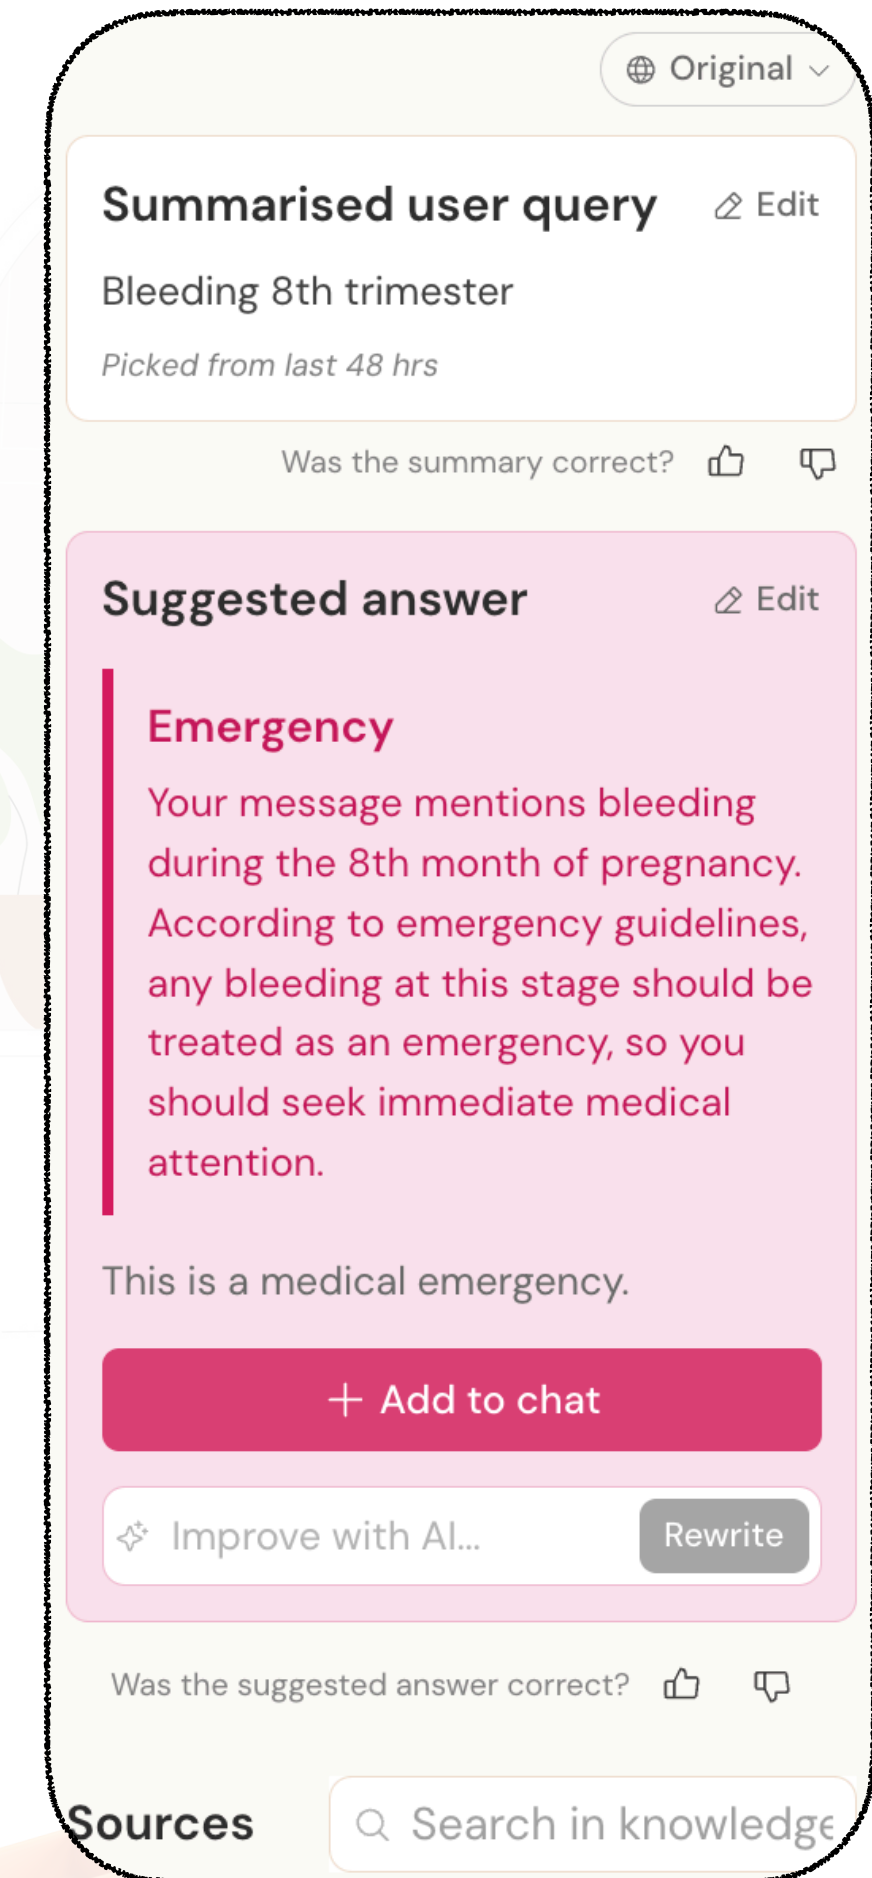 Original
Summarised user query
Edit
Bleeding 8th trimester
Picked from last 48 hrs
Was the summary correct?
Suggested answer
Edit
Emergency
Your message mentions bleeding
during the 8th month of pregnancy.
According to emergency guidelines,
any bleeding at this stage should be
treated as an emergency, so you
should seek immediate medical
attention.
This is a medical emergency.
+ Add to chat
Improve with AI...
Rewrite
Was the suggested answer correct?
Sources
Search in knowledge